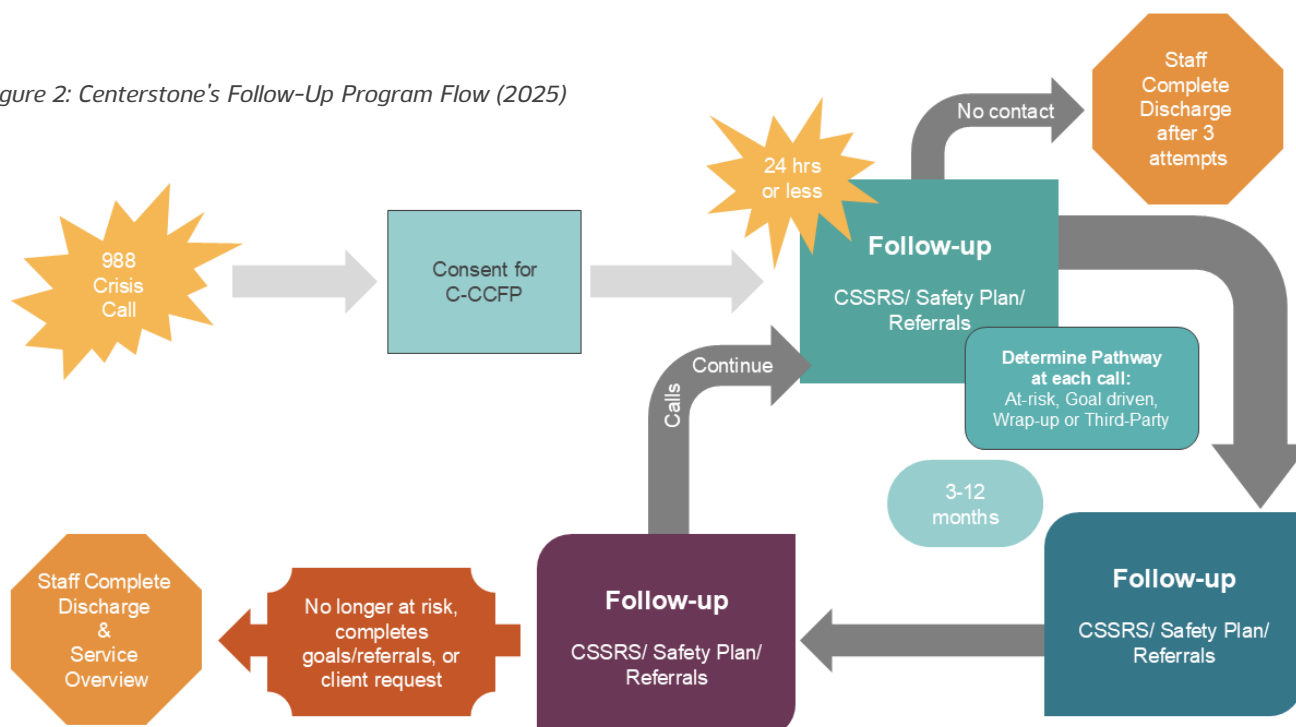 gure 2: Centerstone's Follow-Up Program Flow (2025)
988
Crisis
Call
Consent for
C-CCFP
24 hrs
or less
Follow-up
CSSRS/ Safety Plan/
Referrals
No contact
Staff
Complete
Discharge
after 3
attempts
Determine Pathway
at each call:
At-risk, Goal driven,
Wrap-up or Third-Party
3-12
months
Follow-up
CSSRS/ Safety Plan/
Referrals
Follow-up
CSSRS/ Safety Plan/
Referrals
Calls
Continue
No longer at risk,
completes
goals/referrals, or
client request
Staff Complete
Discharge
&
Service
Overview